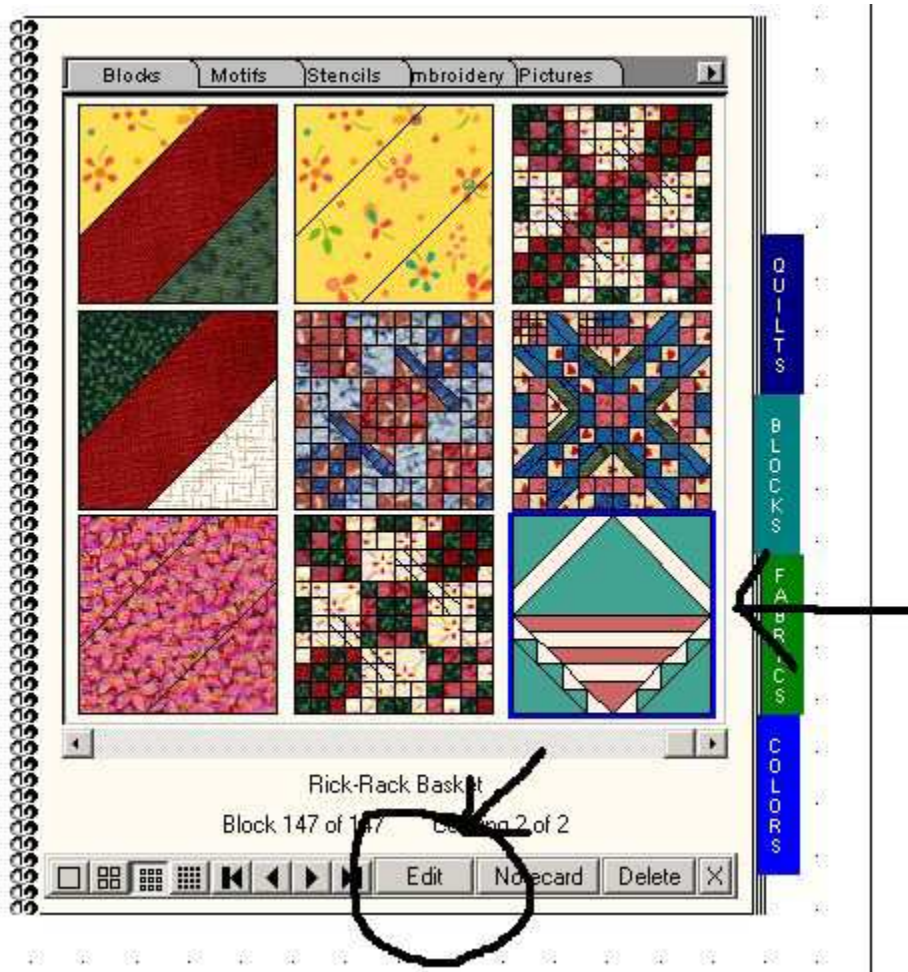 Blocks Motifs Stencils mbroidery Pictures
QUILTS
BLOCKS
FABRICS
COLORS
Rick-Rack Basket
Block 147 of 147 2 of 2
Edit Notecard Delete X